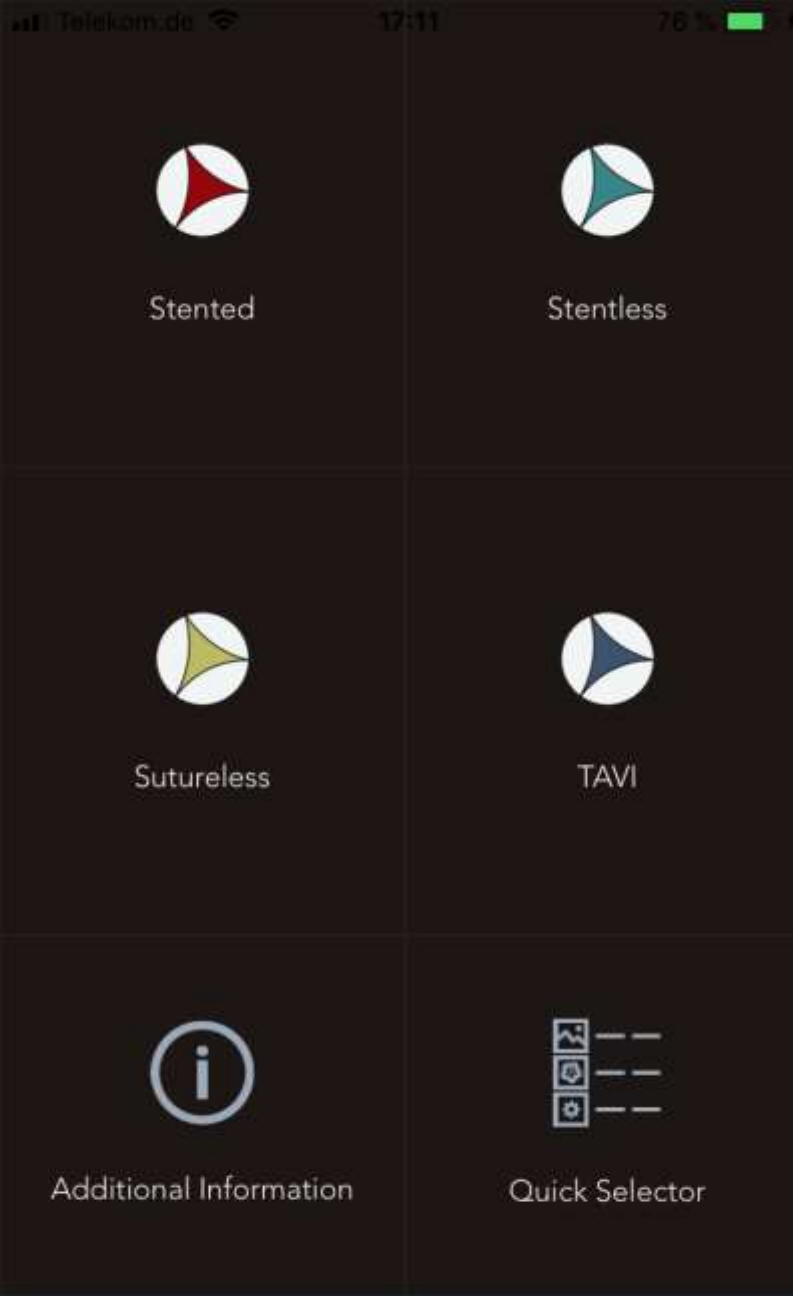 Telekom.de 17:11 76 %
Stented Stentless
Sutureless TAVI
Additional Information Quick Selector